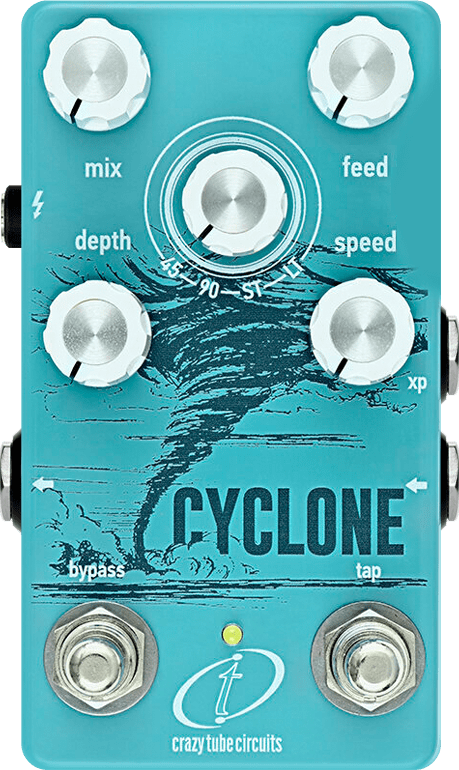 mix
feed
depth
speed
45—90—ST—LT
xp
CYCLONE
bypass
tap
t
crazy tube circuits